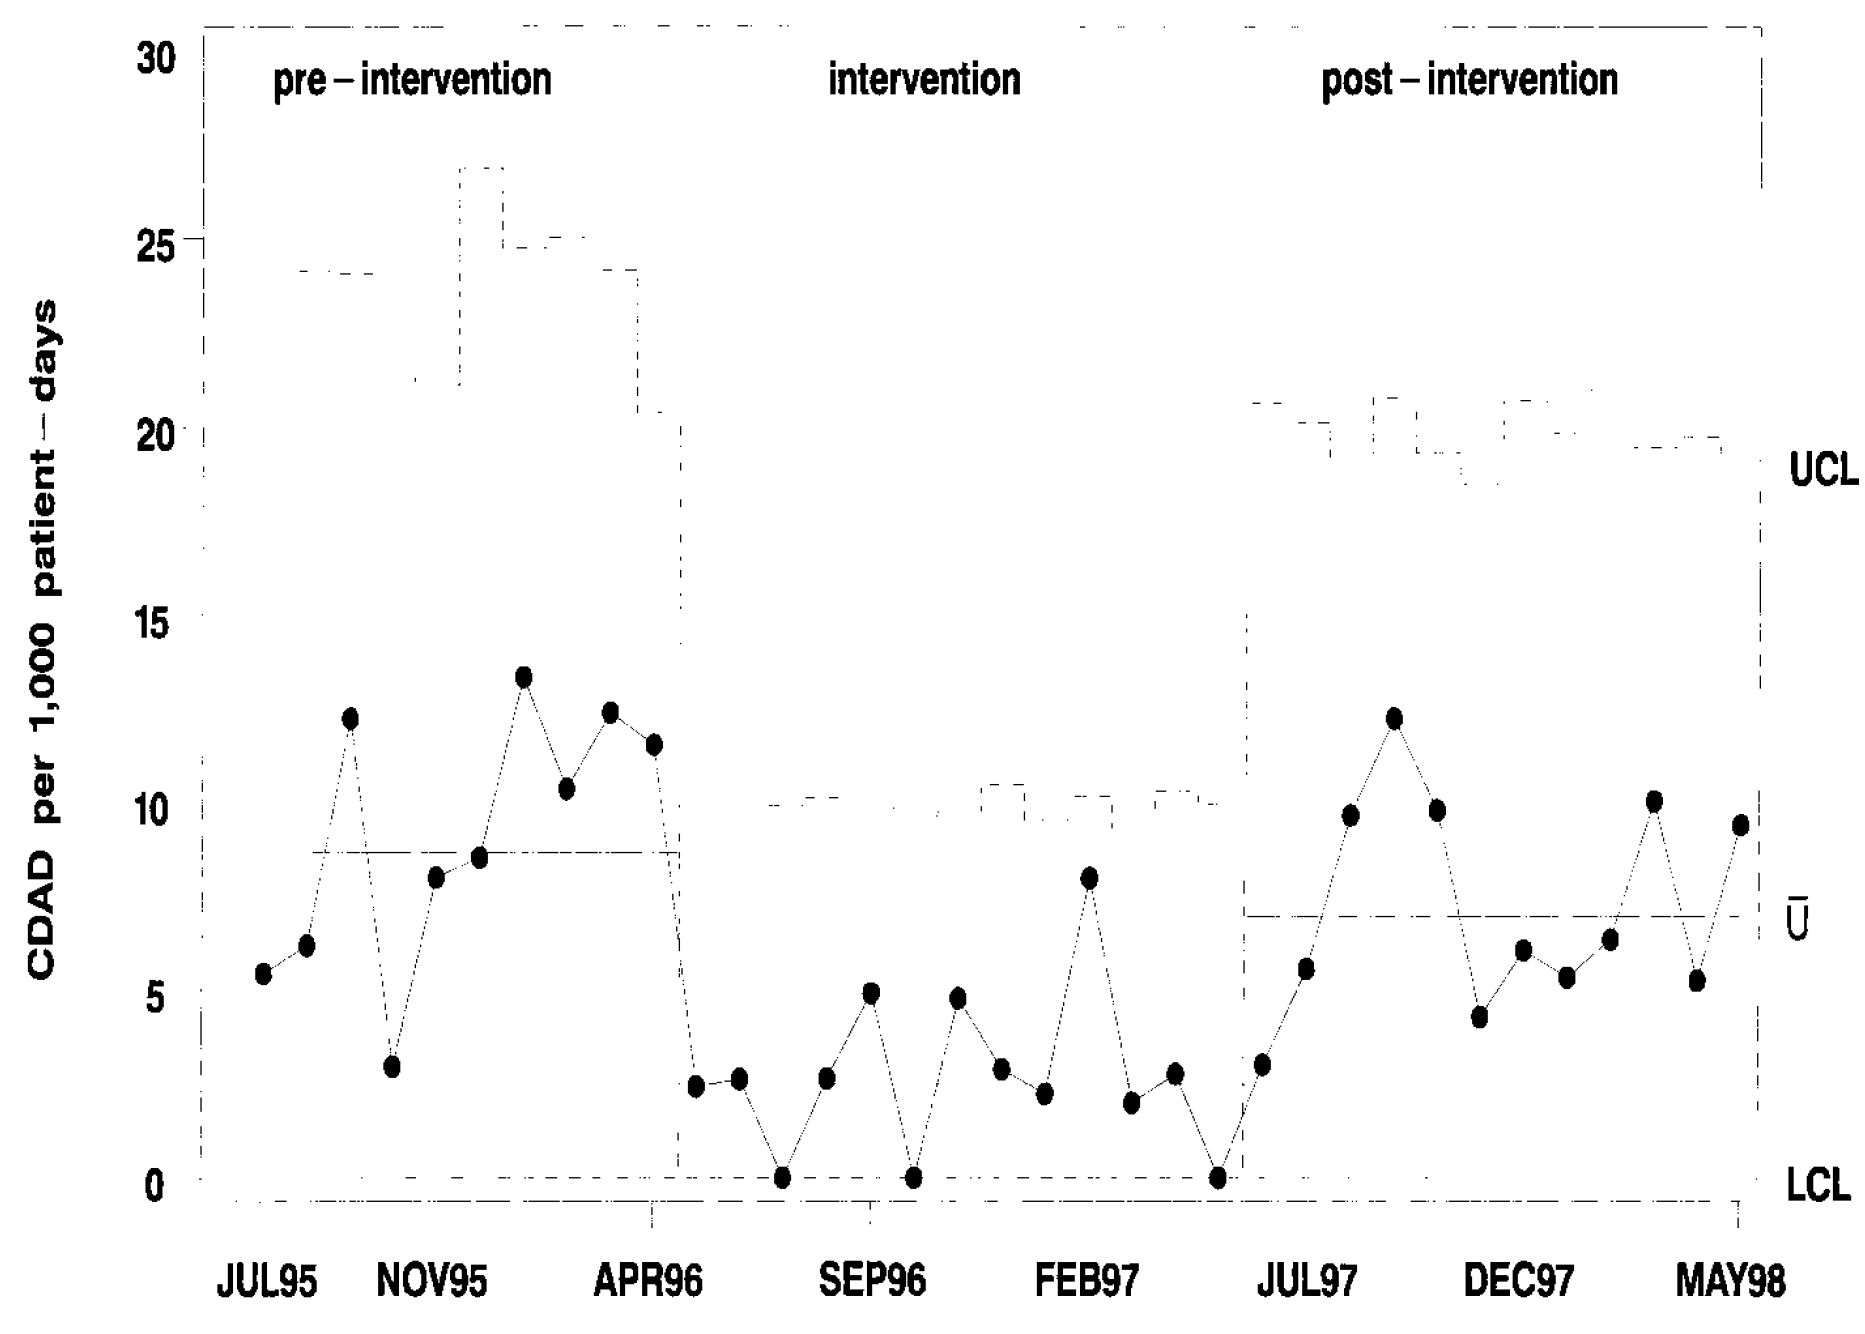 pre – intervention intervention post – intervention
CDAD per 1,000 patient – days
30
25
20
15
10
5
0
UCL
Ū
LCL
JUL95 NOV95 APR96 SEP96 FEB97 JUL97 DEC97 MAY98